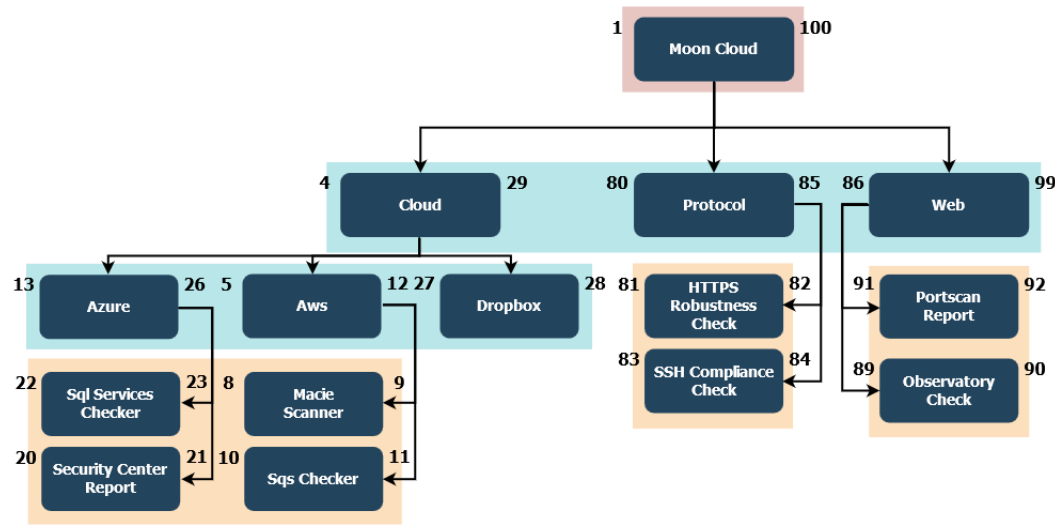 1 Moon Cloud 100
4 Cloud 29
80 Protocol 85
86 Web 99
13 Azure 26
5 Aws 12
27 Dropbox 28
81 HTTPS 82
Robustness
Check
91 Portscan 92
Report
83 SSH Compliance 84
Check
89 Observatory 90
Check
22 Sql Services 23
Checker
8 Macie 9
Scanner
20 Security Center 21
Report
10 Sqs Checker 11